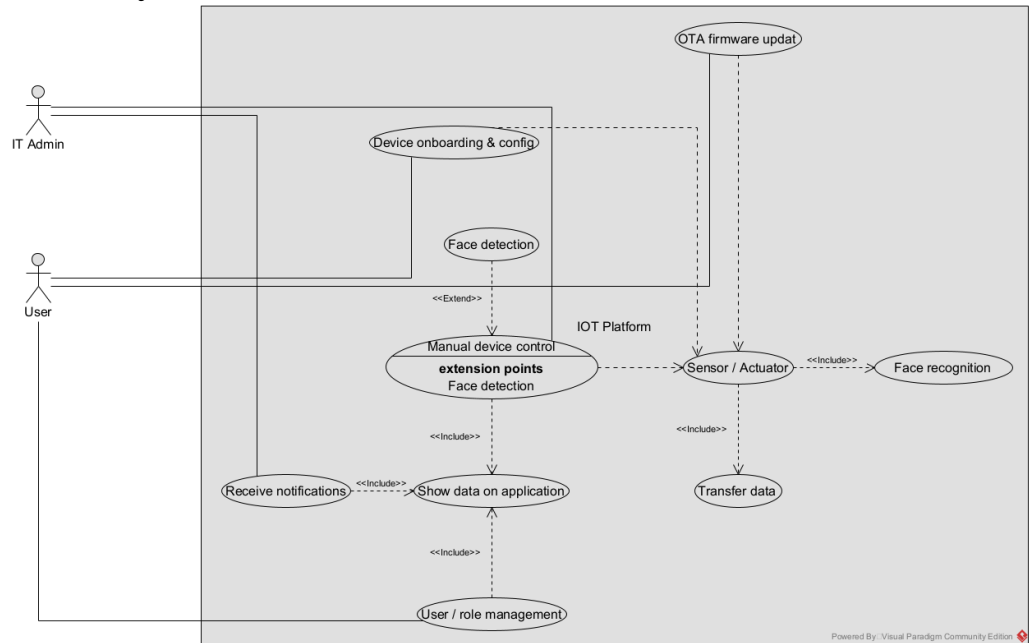 OTA firmware updat
IT Admin
Device onboarding & config
Face detection
<<Extend>>
User
IOT Platform
Manual device control
extension points
Face detection
Sensor / Actuator
<<Include>>
Face recognition
<<Include>>
<<Include>>
Receive notifications
<<Include>>
Show data on application
Transfer data
<<Include>>
User / role management
Powered By Visual Paradigm Community Edition